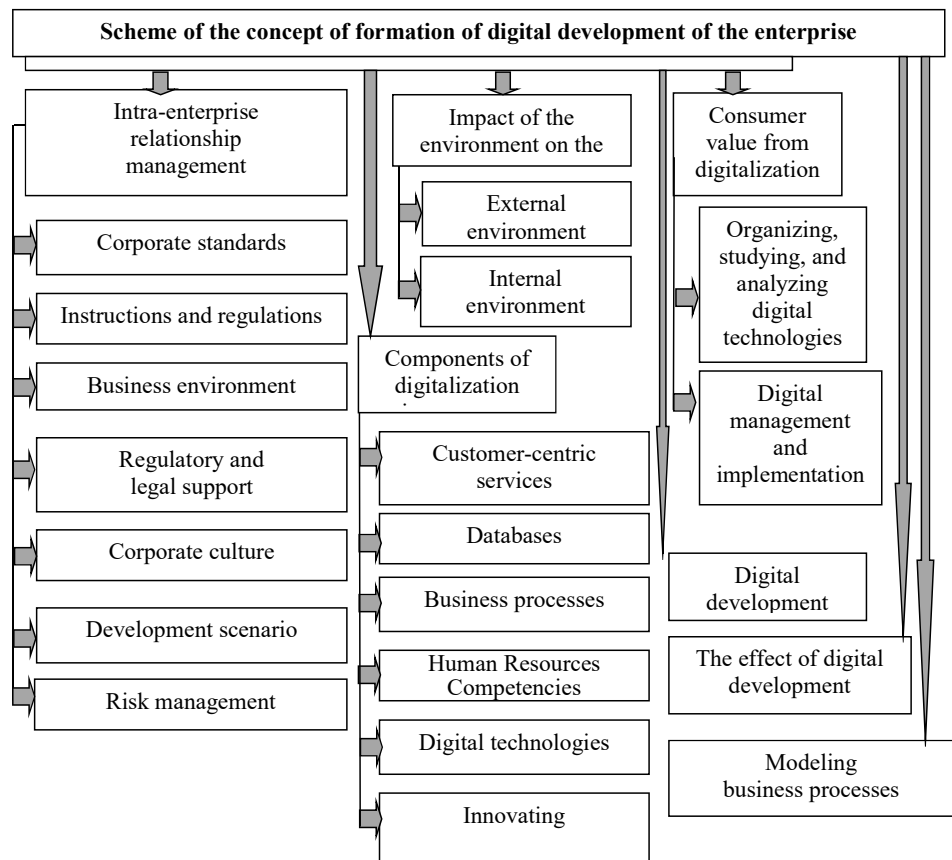 Scheme of the concept of formation of digital development of the enterprise
Intra-enterprise
relationship
management
Corporate standards
Instructions and regulations
Business environment
Regulatory and
legal support
Corporate culture
Development scenario
Risk management
Impact of the
environment on the
External
environment
Internal
environment
Components of
digitalization
Customer-centric
services
Databases
Business processes
Human Resources
Competencies
Digital technologies
Innovating
Consumer
value from
digitalization
Organizing,
studying, and
analyzing
digital
technologies
Digital
management
and
implementation
Digital
development
The effect of digital
development
Modeling
business processes